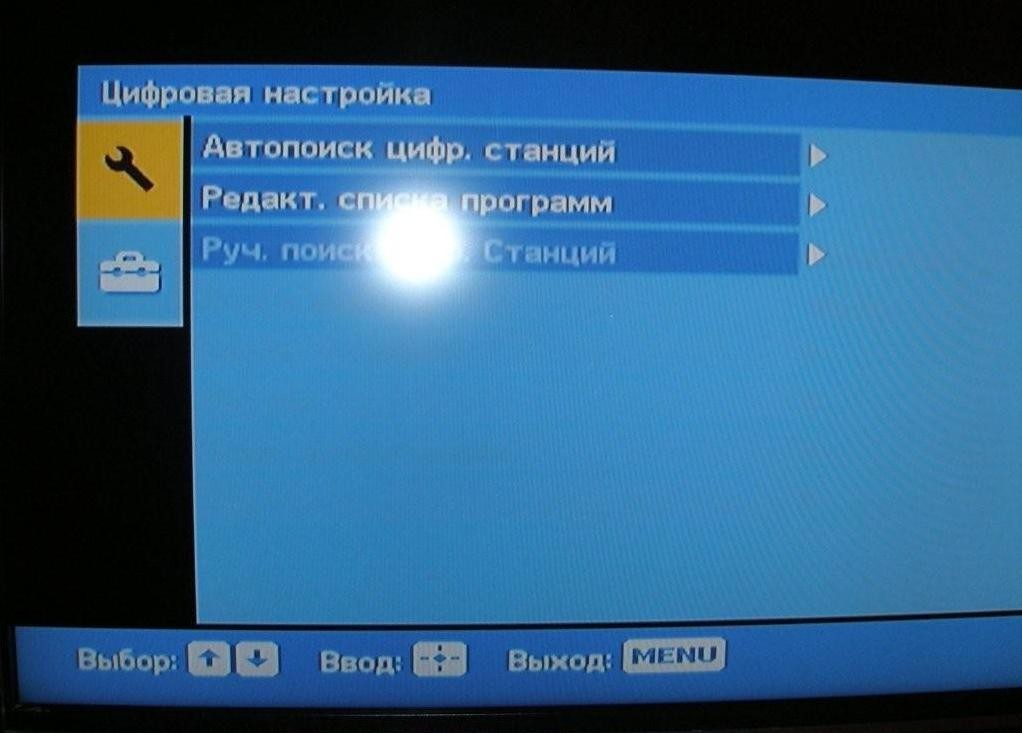 Цифровая настройка
Автопоиск цифр. станций
Редакт. списка программ
Руч. поиск Станций
Выбор: Ввод: Выход: MENU